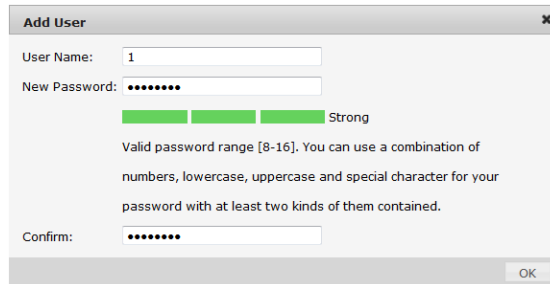 Add User
User Name: 1
New Password: ••••••••
Strong
Valid password range [8-16]. You can use a combination of
numbers, lowercase, uppercase and special character for your
password with at least two kinds of them contained.
Confirm: ••••••••
OK